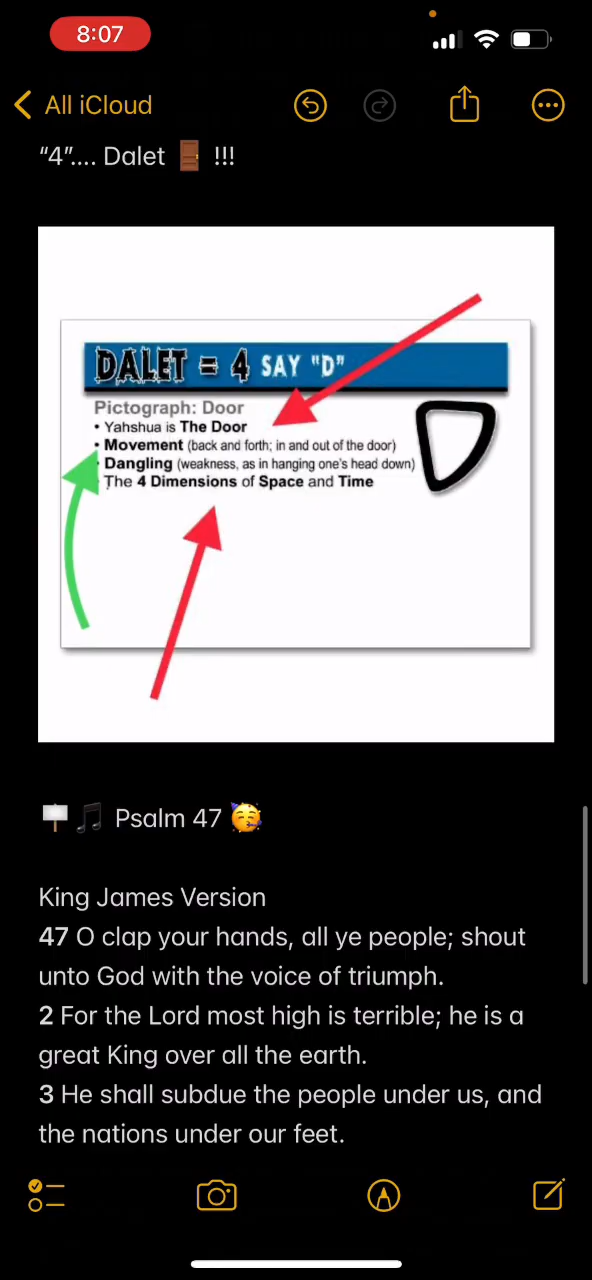 8:07
All iCloud
“4”.... Dalet 🚪 !!!
DALET = 4 SAY "D"
Pictograph: Door
• Yahshua is The Door
• Movement (back and forth; in and out of the door)
• Dangling (weakness, as in hanging one's head down)
The 4 Dimensions of Space and Time
🪧🎵 Psalm 47 🥳
King James Version
47 O clap your hands, all ye people; shout
unto God with the voice of triumph.
2 For the Lord most high is terrible; he is a
great King over all the earth.
3 He shall subdue the people under us, and
the nations under our feet.